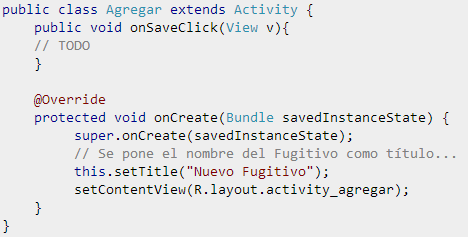 public class Agregar extends Activity {
    public void onSaveClick(View v){
    // TODO
    }

    @Override
    protected void onCreate(Bundle savedInstanceState) {
        super.onCreate(savedInstanceState);
        // Se pone el nombre del Fugitivo como título...
        this.setTitle("Nuevo Fugitivo");
        setContentView(R.layout.activity_agregar);
    }
}